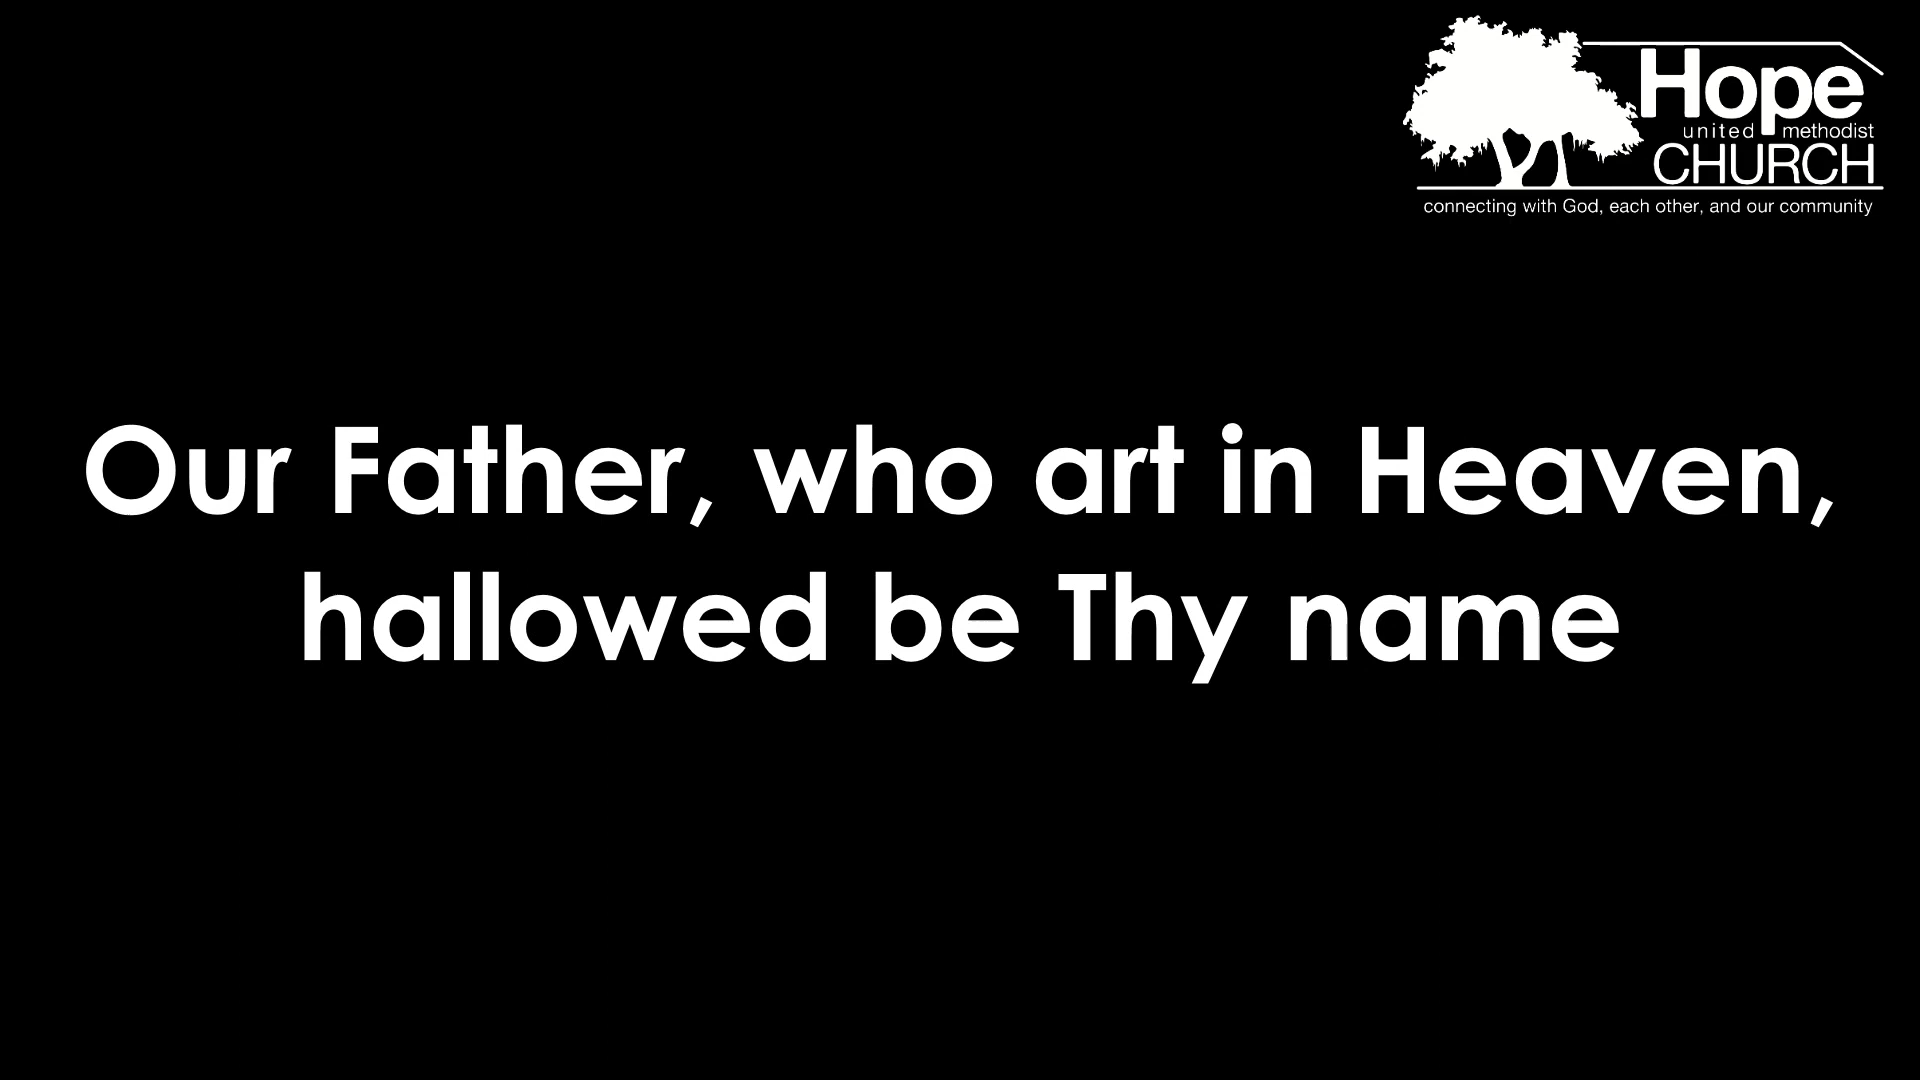 Hope
united methodist
CHURCH
connecting with God, each other, and our community
Our Father, who art in Heaven,
hallowed be Thy name